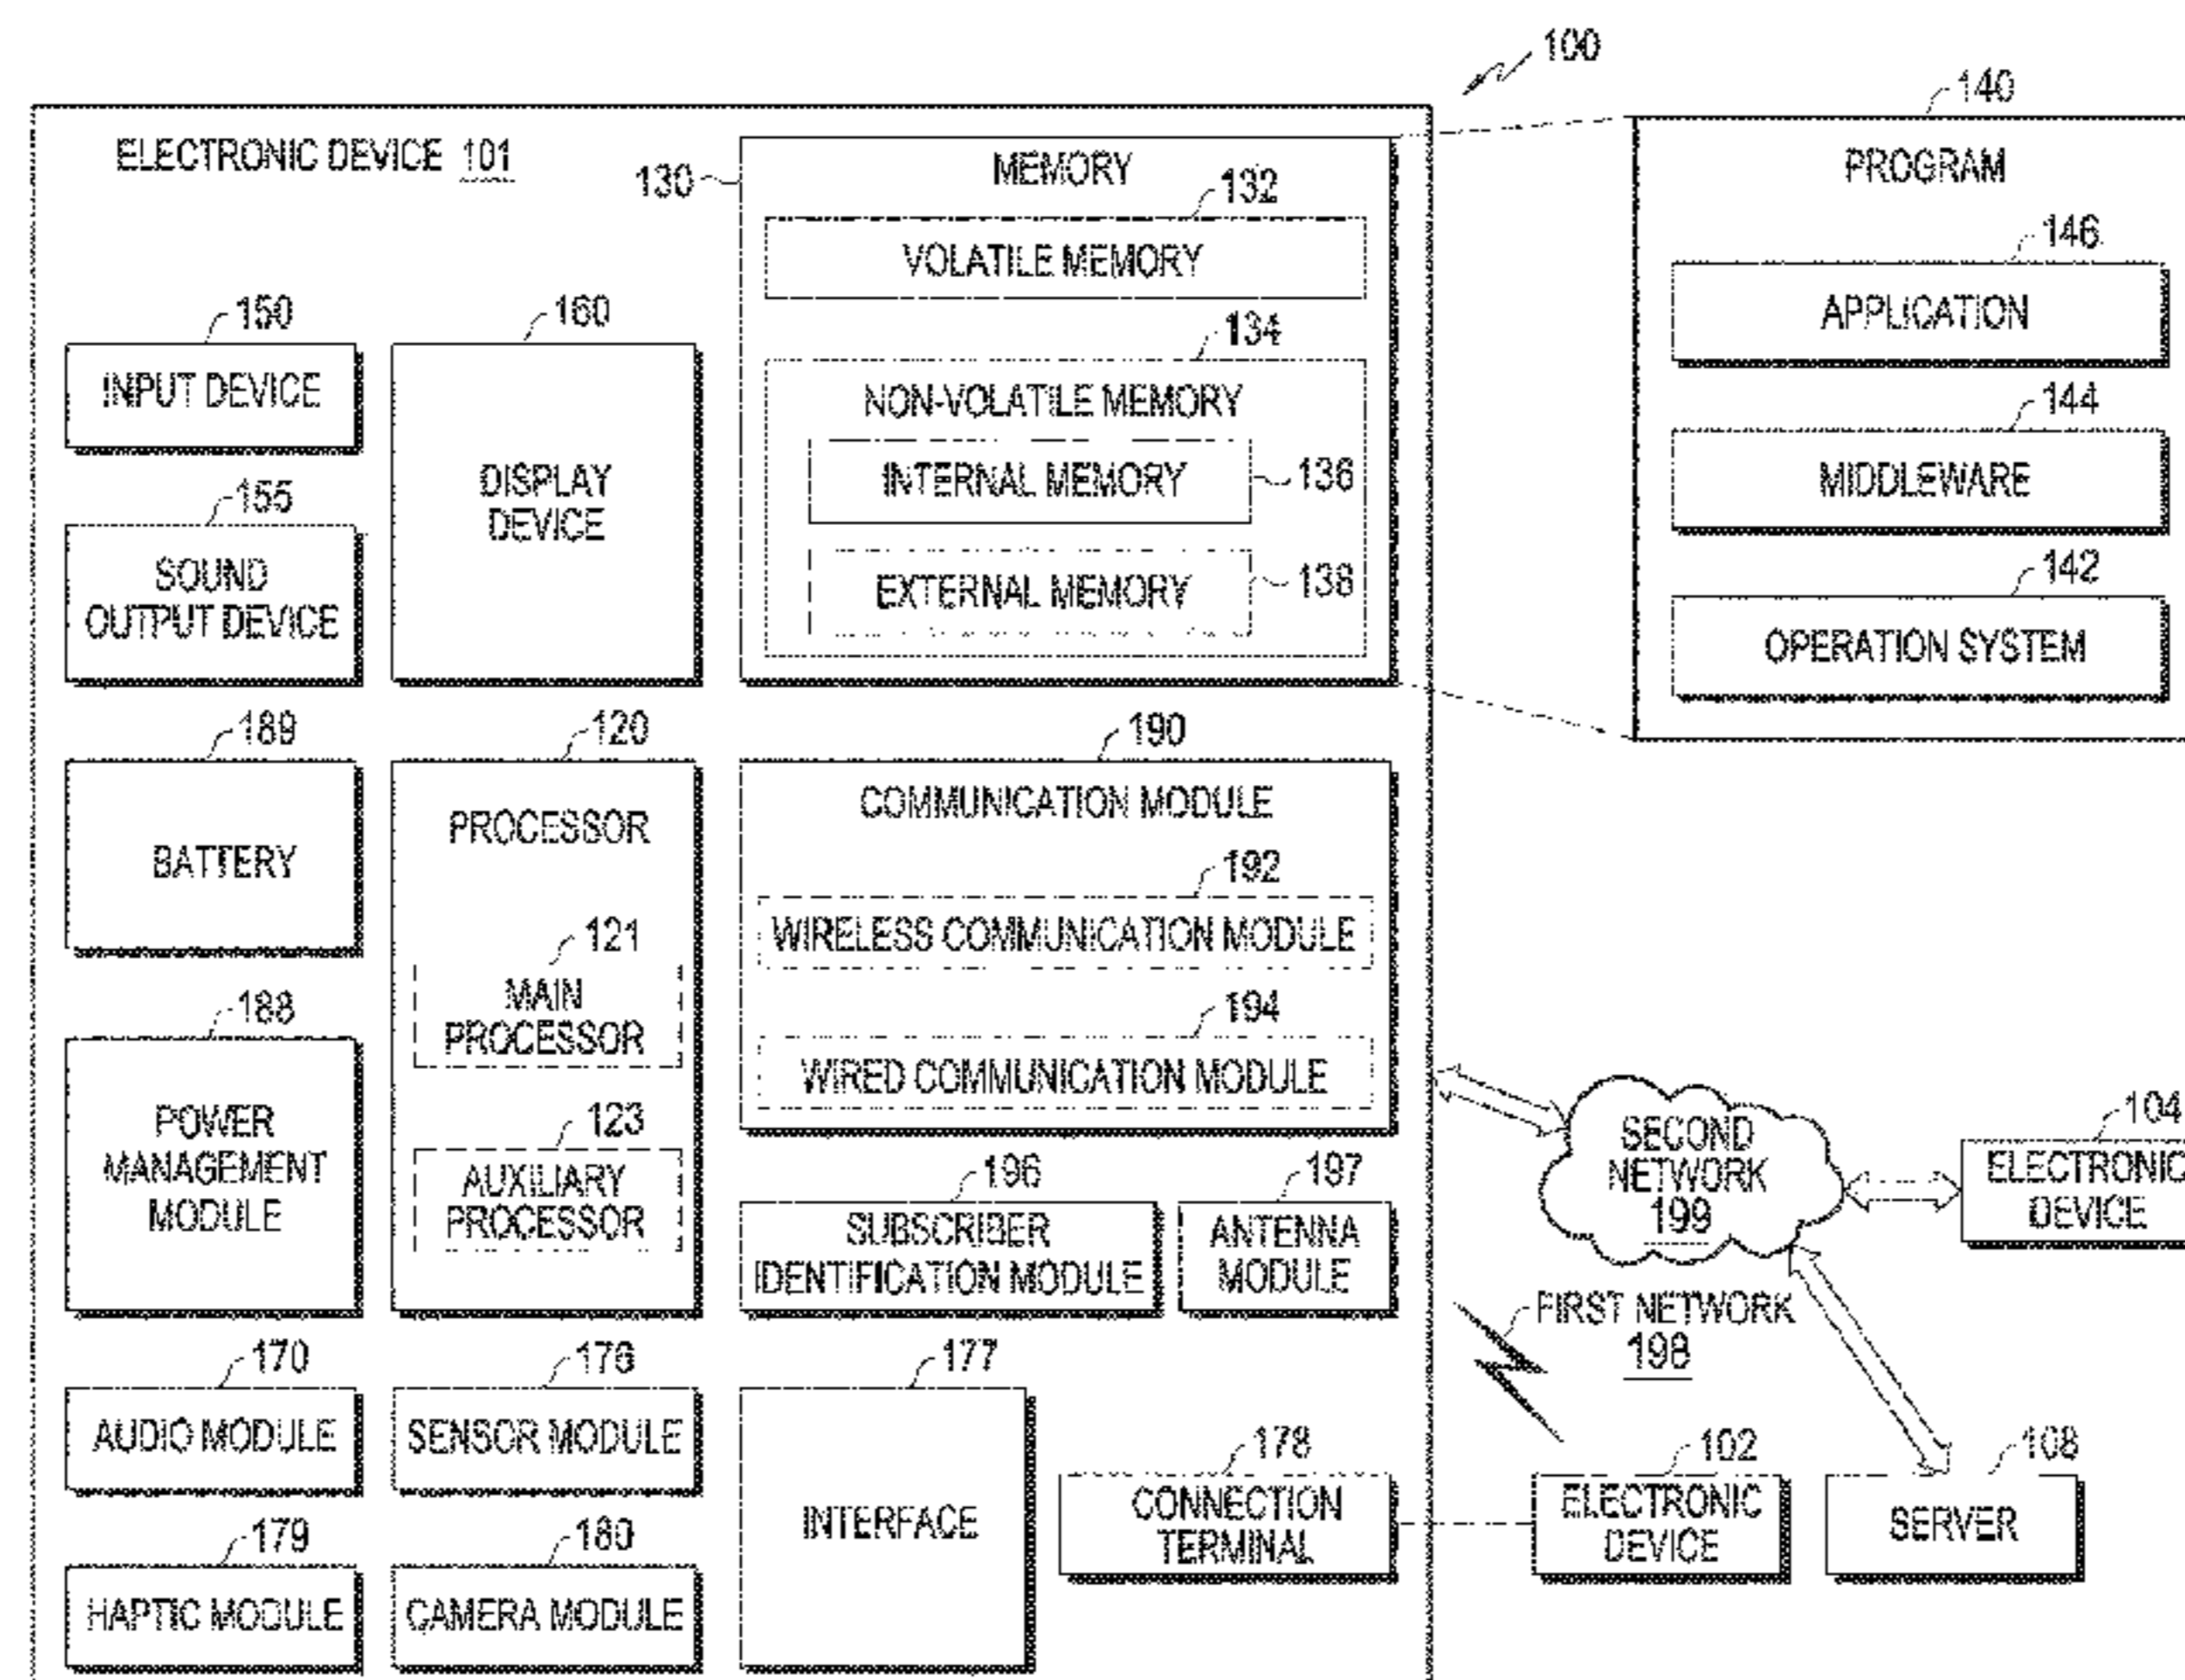 100
ELECTRONIC DEVICE 101
130
MEMORY
132
VOLATILE MEMORY
134
NON-VOLATILE MEMORY
INTERNAL MEMORY
136
EXTERNAL MEMORY
138
140
PROGRAM
146
APPLICATION
144
MIDDLEWARE
142
OPERATION SYSTEM
150
INPUT DEVICE
155
SOUND
OUTPUT DEVICE
160
DISPLAY
DEVICE
189
BATTERY
120
PROCESSOR
121
MAIN
PROCESSOR
123
AUXILIARY
PROCESSOR
190
COMMUNICATION MODULE
192
WIRELESS COMMUNICATION MODULE
194
WIRED COMMUNICATION MODULE
188
POWER
MANAGEMENT
MODULE
196
SUBSCRIBER
IDENTIFICATION MODULE
197
ANTENNA
MODULE
SECOND
NETWORK
199
104
ELECTRONIC
DEVICE
FIRST NETWORK
198
170
AUDIO MODULE
176
SENSOR MODULE
177
INTERFACE
178
CONNECTION
TERMINAL
102
ELECTRONIC
DEVICE
108
SERVER
179
HAPTIC MODULE
180
CAMERA MODULE